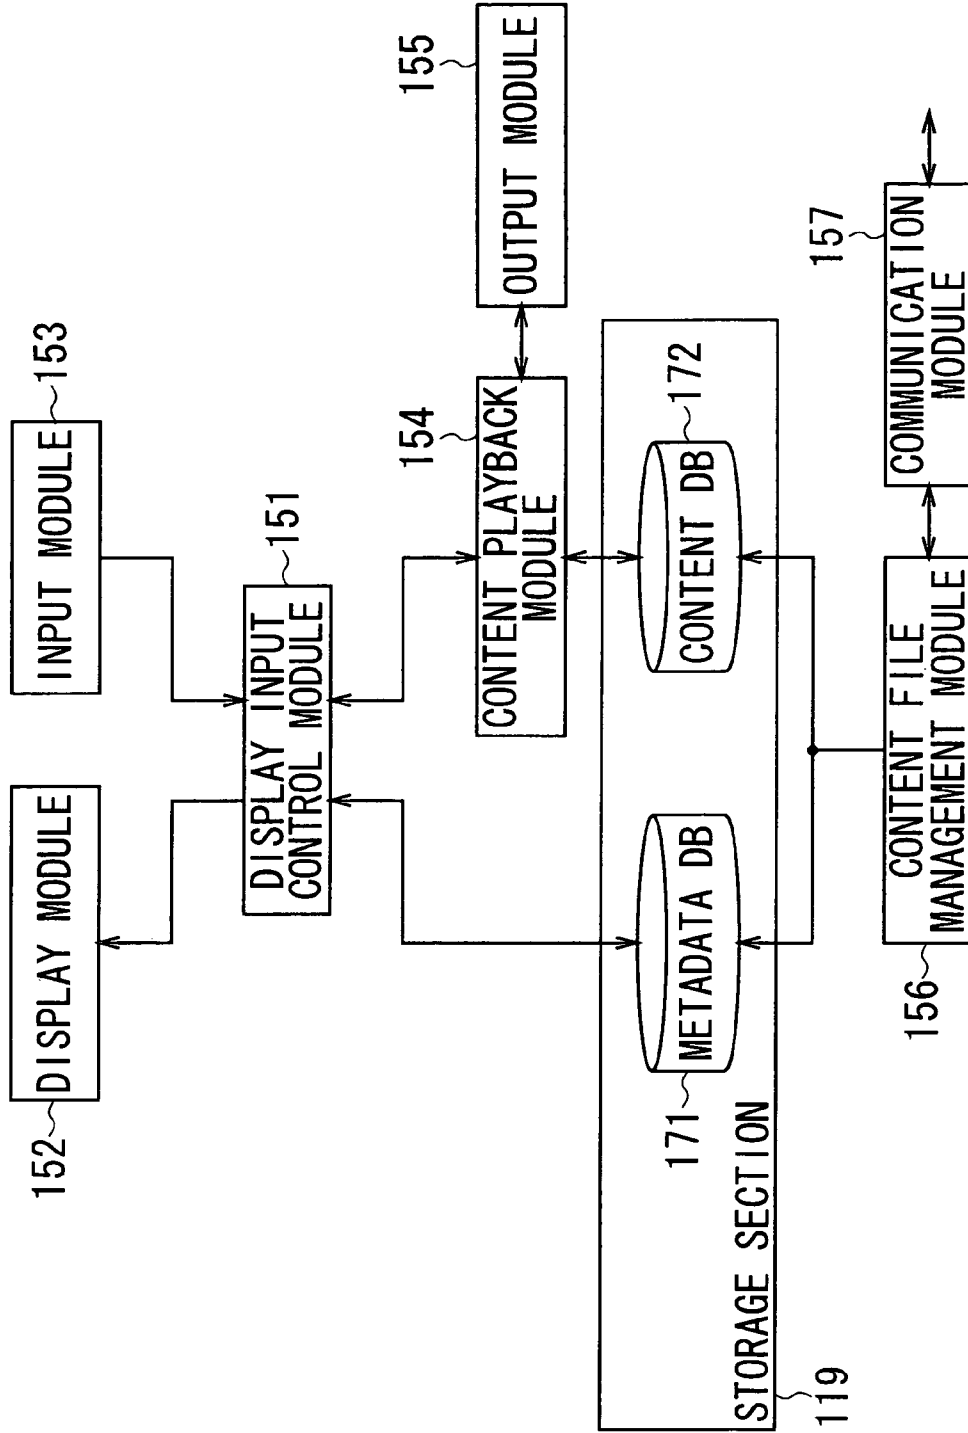 152
DISPLAY MODULE
INPUT MODULE
153
DISPLAY INPUT
CONTROL MODULE
151
CONTENT PLAYBACK
MODULE
154
OUTPUT MODULE
155
METADATA DB
171
CONTENT DB
172
STORAGE SECTION
119
156
CONTENT FILE
MANAGEMENT MODULE
COMMUNICATION
MODULE
157